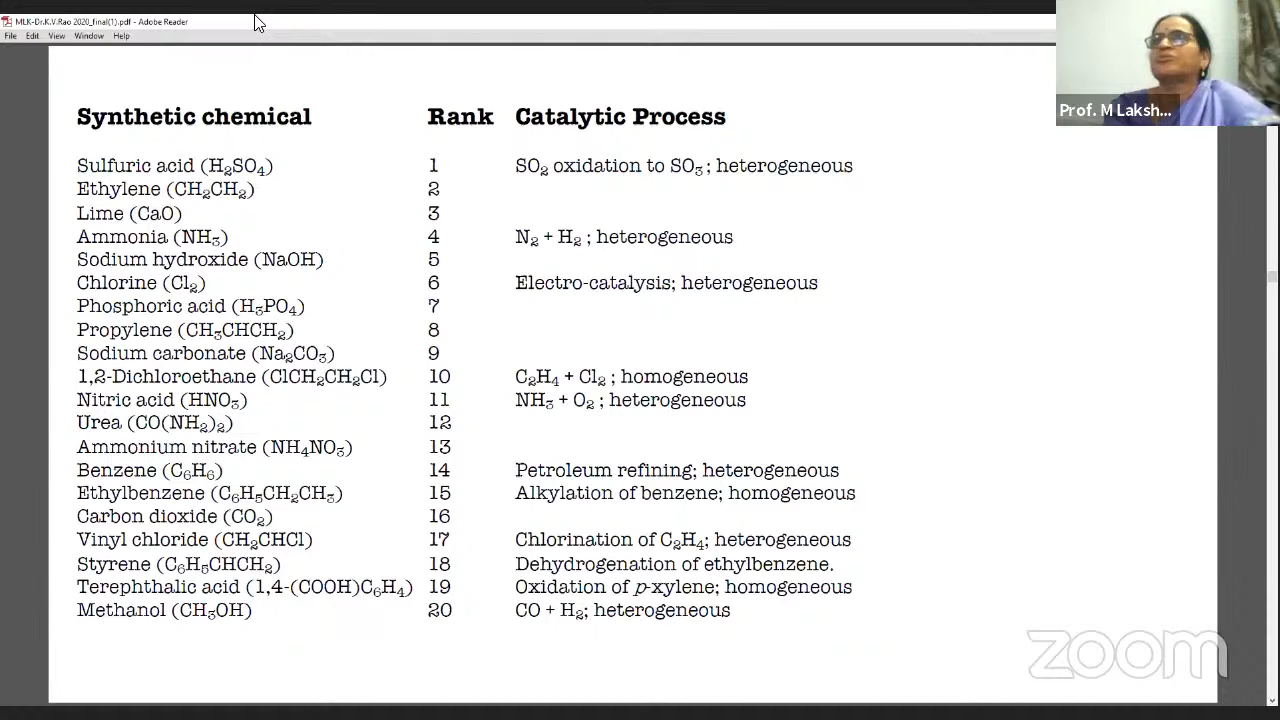 MLK-Dr.K.V.Rao 2020_final(1).pdf - Adobe Reader
File Edit View Window Help
Prof. M Laksh...
Synthetic chemical Rank Catalytic Process
Sulfuric acid (H₂SO₄) 1 SO₂ oxidation to SO₃; heterogeneous
Ethylene (CH₂CH₂) 2
Lime (CaO) 3
Ammonia (NH₃) 4 N₂ + H₂ ; heterogeneous
Sodium hydroxide (NaOH) 5
Chlorine (Cl₂) 6 Electro-catalysis; heterogeneous
Phosphoric acid (H₃PO₄) 7
Propylene (CH₃CHCH₂) 8
Sodium carbonate (Na₂CO₃) 9
1,2-Dichloroethane (ClCH₂CH₂Cl) 10 C₂H₄ + Cl₂ ; homogeneous
Nitric acid (HNO₃) 11 NH₃ + O₂ ; heterogeneous
Urea (CO(NH₂)₂) 12
Ammonium nitrate (NH₄NO₃) 13
Benzene (C₆H₆) 14 Petroleum refining; heterogeneous
Ethylbenzene (C₆H₅CH₂CH₃) 15 Alkylation of benzene; homogeneous
Carbon dioxide (CO₂) 16
Vinyl chloride (CH₂CHCl) 17 Chlorination of C₂H₄; heterogeneous
Styrene (C₆H₅CHCH₂) 18 Dehydrogenation of ethylbenzene.
Terephthalic acid (1,4-(COOH)C₆H₄) 19 Oxidation of p-xylene; homogeneous
Methanol (CH₃OH) 20 CO + H₂; heterogeneous
zoom